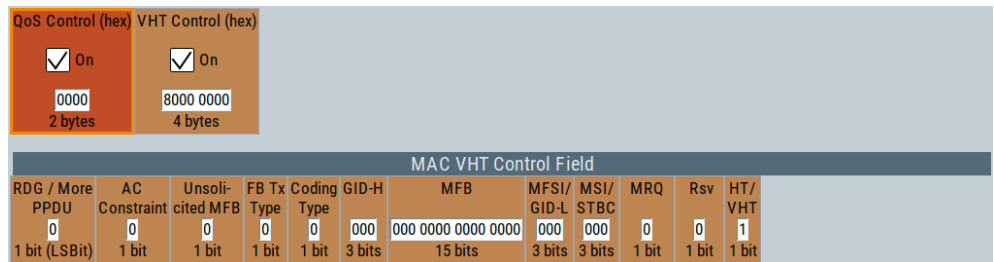 QoS Control (hex) VHT Control (hex)
On On
0000 8000 0000
2 bytes 4 bytes
MAC VHT Control Field
RDG / More AC Unsoli- FB Tx Coding GID-H MFB MFSI/ MSI/ MRQ Rsv HT/
PPDU Constraint cited MFB Type Type GID-L STBC VHT
0 0 0 0 0 000 000 0000 0000 0000 000 000 0 0 1
1 bit (LSBit) 1 bit 1 bit 1 bit 1 bit 3 bits 15 bits 3 bits 3 bits 1 bit 1 bit 1 bit